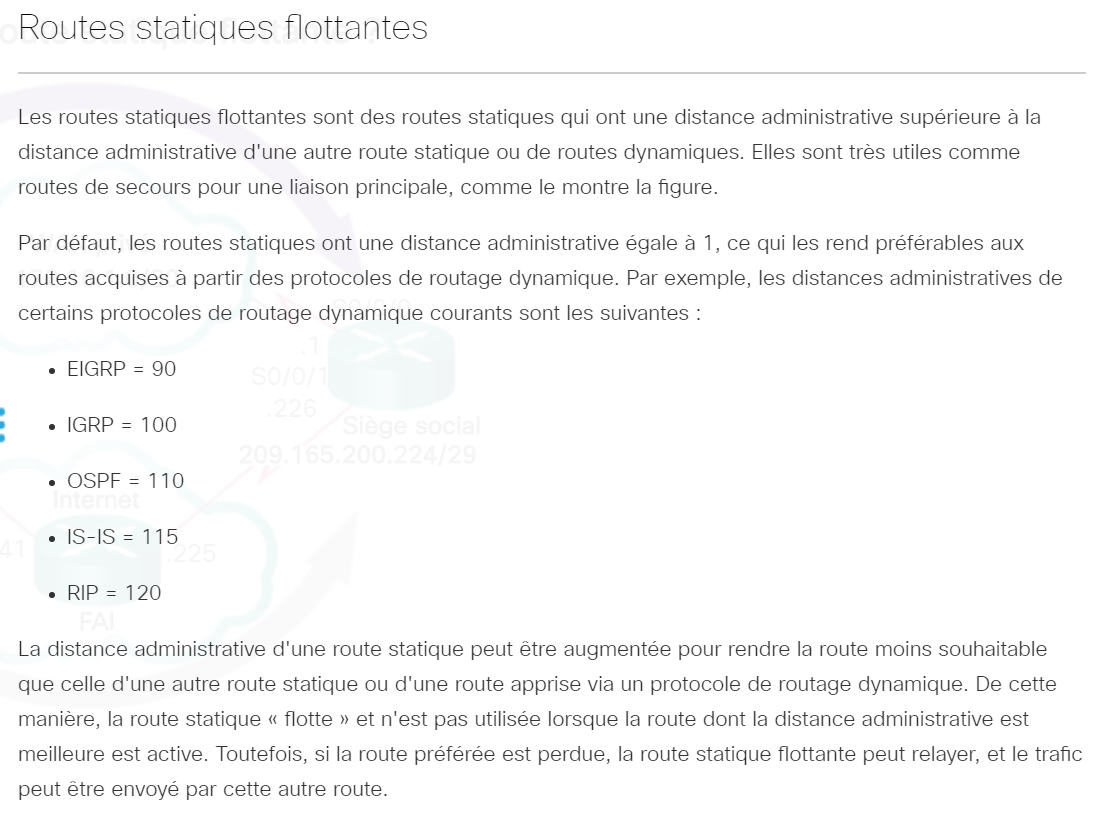 Routes statiques flottantes
Les routes statiques flottantes sont des routes statiques qui ont une distance administrative supérieure à la
distance administrative d'une autre route statique ou de routes dynamiques. Elles sont très utiles comme
routes de secours pour une liaison principale, comme le montre la figure.
Par défaut, les routes statiques ont une distance administrative égale à 1, ce qui les rend préférables aux
routes acquises à partir des protocoles de routage dynamique. Par exemple, les distances administratives de
certains protocoles de routage dynamique courants sont les suivantes :
S0/0/0
• EIGRP = 90
.1
S0/0/1
.226
• IGRP = 100
Siège social
209.165.200.224/29
• OSPF = 110
Internet
• IS-IS = 115
41
.225
• RIP = 120
FAI
La distance administrative d'une route statique peut être augmentée pour rendre la route moins souhaitable
que celle d'une autre route statique ou d'une route apprise via un protocole de routage dynamique. De cette
manière, la route statique « flotte » et n'est pas utilisée lorsque la route dont la distance administrative est
meilleure est active. Toutefois, si la route préférée est perdue, la route statique flottante peut relayer, et le trafic
peut être envoyé par cette autre route.